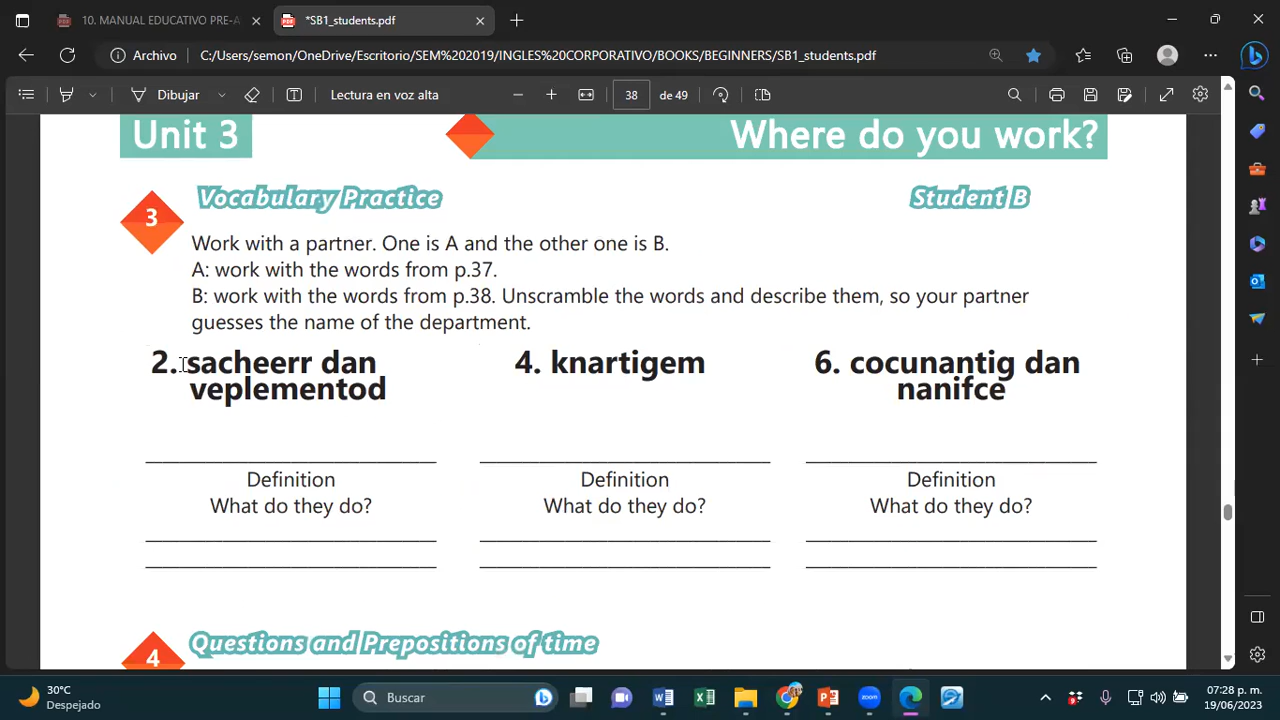 10. MANUAL EDUCATIVO PRE-A
*SB1_students.pdf
Archivo
C:/Users/semon/OneDrive/Escritorio/SEM%202019/INGLES%20CORPORATIVO/BOOKS/BEGINNERS/SB1_students.pdf
Dibujar
Lectura en voz alta
38 de 49
Unit 3
Where do you work?
3
Vocabulary Practice
Student B
Work with a partner. One is A and the other one is B.
A: work with the words from p.37.
B: work with the words from p.38. Unscramble the words and describe them, so your partner
guesses the name of the department.
2. sacheerr dan
veplementod
4. knartigem
6. cocunantig dan
nanifce
Definition
What do they do?
Definition
What do they do?
Definition
What do they do?
4
Questions and Prepositions of time
30°C
Despejado
Buscar
07:28 p. m.
19/06/2023